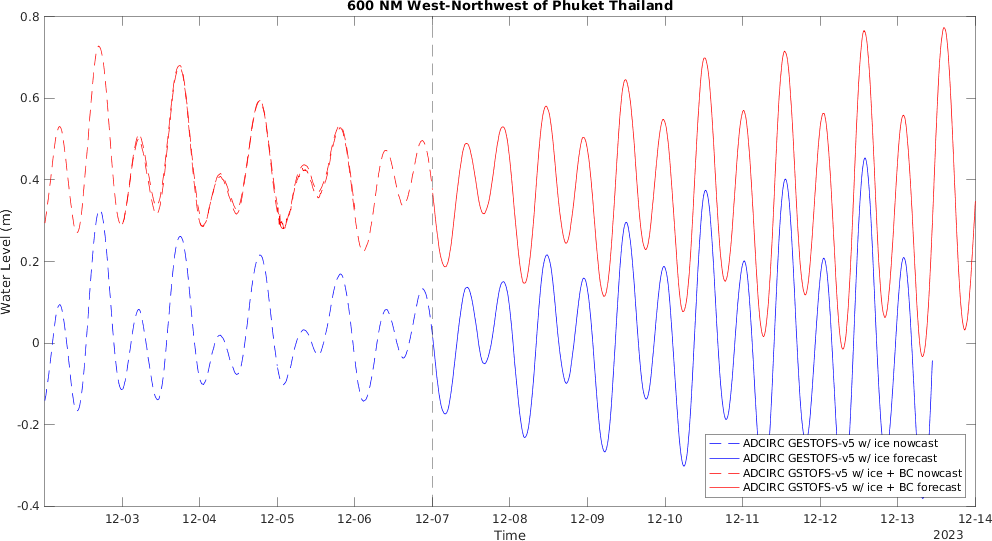 600 NM West-Northwest of Phuket Thailand
0.8
0.6
0.4
0.2
0
-0.2
-0.4
Water Level (m)
ADCIRC GESTOFS-v5 w/ ice nowcast
ADCIRC GESTOFS-v5 w/ ice forecast
ADCIRC GSTOFS-v5 w/ ice + BC nowcast
ADCIRC GSTOFS-v5 w/ ice + BC forecast
12-03 12-04 12-05 12-06 12-07 12-08 12-09 12-10 12-11 12-12 12-13 12-14
Time
2023